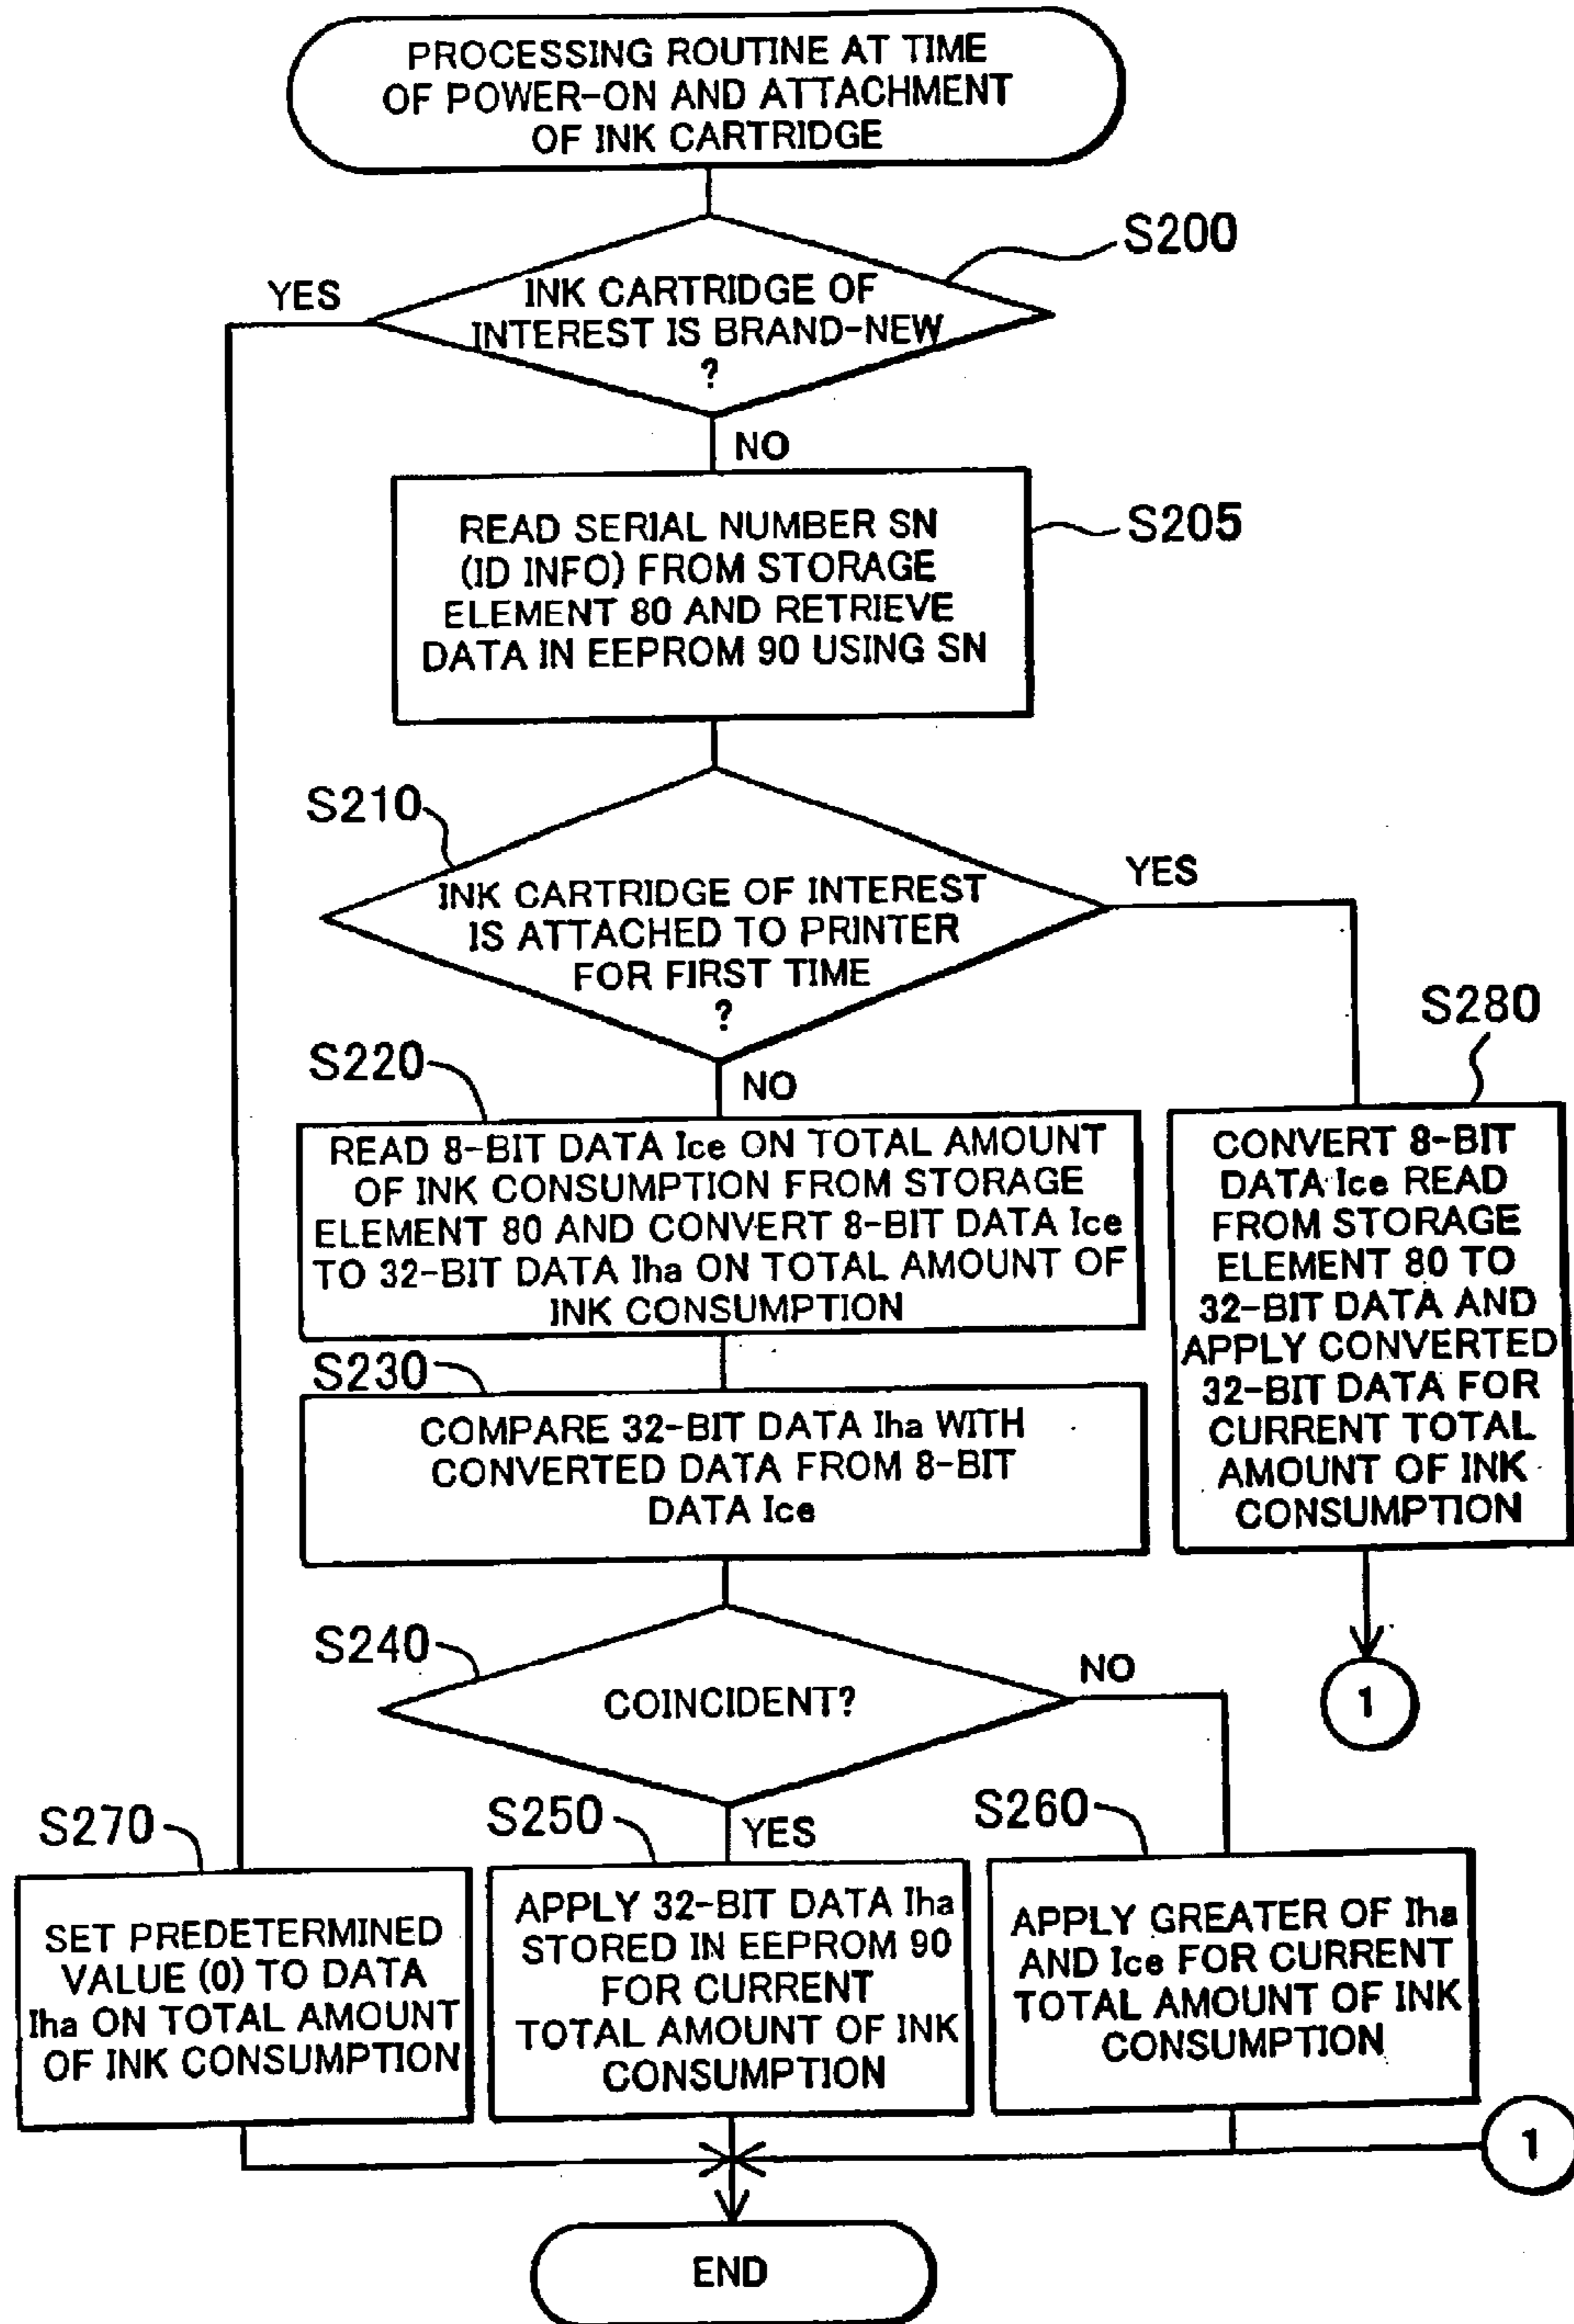 PROCESSING ROUTINE AT TIME
OF POWER-ON AND ATTACHMENT
OF INK CARTRIDGE
S200
YES
INK CARTRIDGE OF
INTEREST IS BRAND-NEW
?
NO
S205
READ SERIAL NUMBER SN
(ID INFO) FROM STORAGE
ELEMENT 80 AND RETRIEVE
DATA IN EEPROM 90 USING SN
S210
YES
INK CARTRIDGE OF INTEREST
IS ATTACHED TO PRINTER
FOR FIRST TIME
?
NO
S220
READ 8-BIT DATA Ice ON TOTAL AMOUNT
OF INK CONSUMPTION FROM STORAGE
ELEMENT 80 AND CONVERT 8-BIT DATA Ice
TO 32-BIT DATA Iha ON TOTAL AMOUNT OF
INK CONSUMPTION
S280
CONVERT 8-BIT
DATA Ice READ
FROM STORAGE
ELEMENT 80 TO
32-BIT DATA AND
APPLY CONVERTED
32-BIT DATA FOR
CURRENT TOTAL
AMOUNT OF INK
CONSUMPTION
1
S230
COMPARE 32-BIT DATA Iha WITH
CONVERTED DATA FROM 8-BIT
DATA Ice
S240
COINCIDENT?
NO
YES
S270
SET PREDETERMINED
VALUE (0) TO DATA
Iha ON TOTAL AMOUNT
OF INK CONSUMPTION
S250
APPLY 32-BIT DATA Iha
STORED IN EEPROM 90
FOR CURRENT
TOTAL AMOUNT OF INK
CONSUMPTION
S260
APPLY GREATER OF Iha
AND Ice FOR CURRENT
TOTAL AMOUNT OF INK
CONSUMPTION
1
END